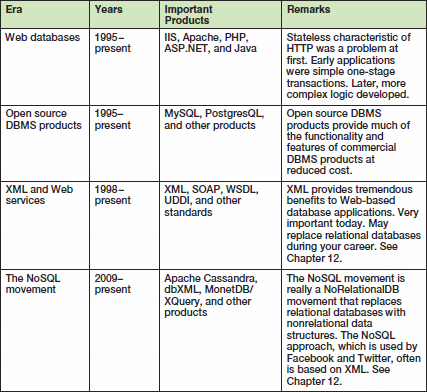 Era Years Important Products Remarks
Web databases 1995– present IIS, Apache, PHP, ASP.NET, and Java Stateless characteristic of
HTTP was a problem at
first. Early applications
were simple one-stage
transactions. Later, more
complex logic developed.
Open source DBMS products 1995– present MySQL, PostgresQL, and other products Open source DBMS
products provide much of
the functionality and
features of commercial
DBMS products at
reduced cost.
XML and Web services 1998– present XML, SOAP, WSDL, UDDI, and other standards XML provides tremendous
benefits to Web-based
database applications. Very
important today. May
replace relational databases
during your career. See
Chapter 12.
The NoSQL movement 2009– present Apache Cassandra, dbXML, MonetDB/ XQuery, and other products The NoSQL movement is
really a NoRelationalDB
movement that replaces
relational databases with
nonrelational data
structures. The NoSQL
approach, which is used by
Facebook and Twitter, often
is based on XML. See
Chapter 12.